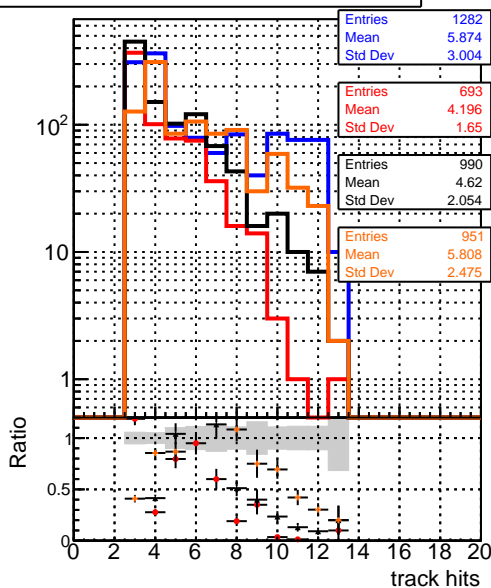 Entries 1282
Mean 5.874
Std Dev 3.004
Entries 693
Mean 4.196
Std Dev 1.65
Entries 990
Mean 4.62
Std Dev 2.054
Entries 951
Mean 5.808
Std Dev 2.475
10²
10
1
Ratio
1
0.5
0
0 2 4 6 8 10 12 14 16 18 20
track hits